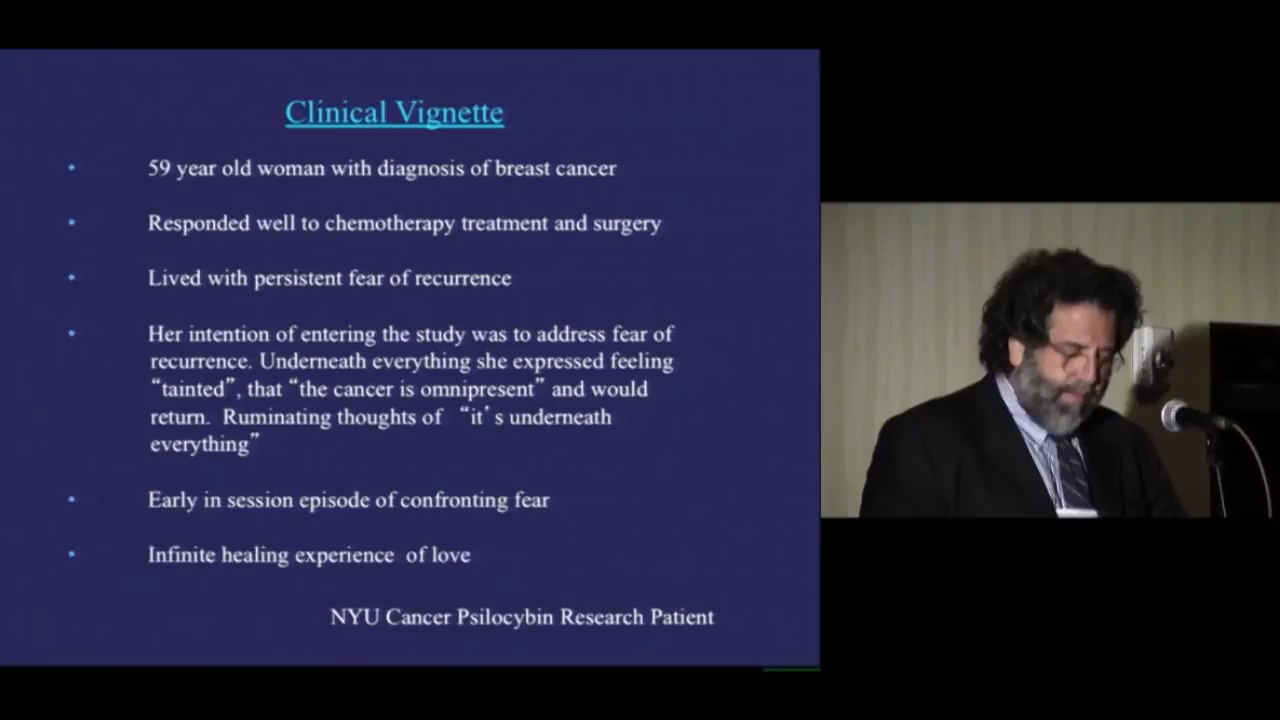 Clinical Vignette
• 59 year old woman with diagnosis of breast cancer
• Responded well to chemotherapy treatment and surgery
• Lived with persistent fear of recurrence
• Her intention of entering the study was to address fear of
recurrence. Underneath everything she expressed feeling
“tainted”, that “the cancer is omnipresent” and would
return. Ruminating thoughts of “it’s underneath
everything”
• Early in session episode of confronting fear
• Infinite healing experience of love
NYU Cancer Psilocybin Research Patient